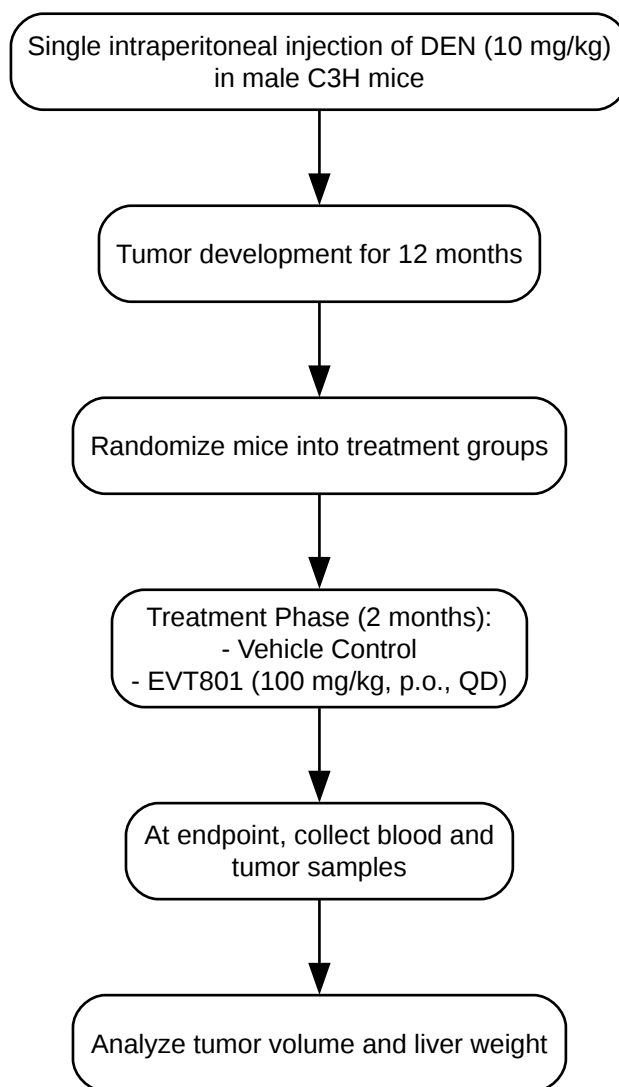 Single intraperitoneal injection of DEN (10 mg/kg)
in male C3H mice
Tumor development for 12 months
Randomize mice into treatment groups
Treatment Phase (2 months):
- Vehicle Control
- EVT801 (100 mg/kg, p.o., QD)
At endpoint, collect blood and
tumor samples
Analyze tumor volume and liver weight